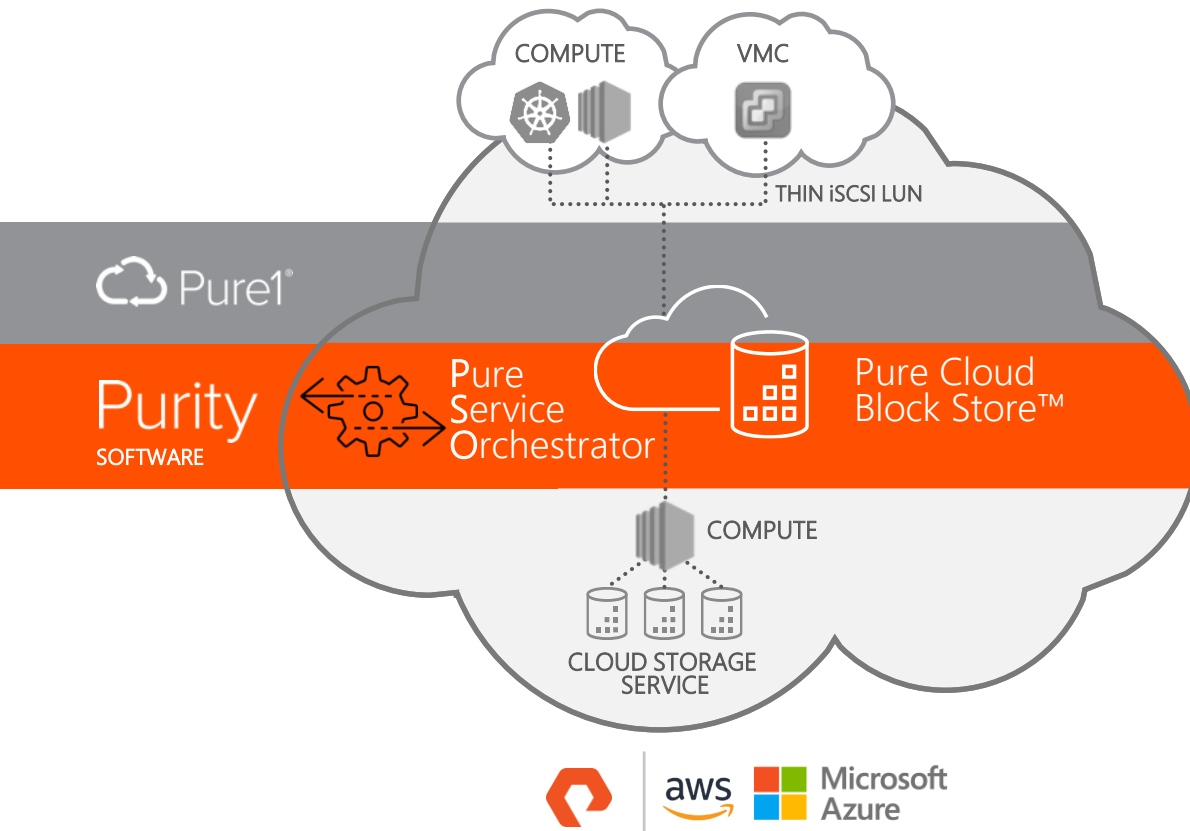 COMPUTE
VMC
THIN iSCSI LUN
Pure1®
Purity
SOFTWARE
Pure
Service
Orchestrator
Pure Cloud
Block Store™
COMPUTE
CLOUD STORAGE
SERVICE
aws
Microsoft
Azure